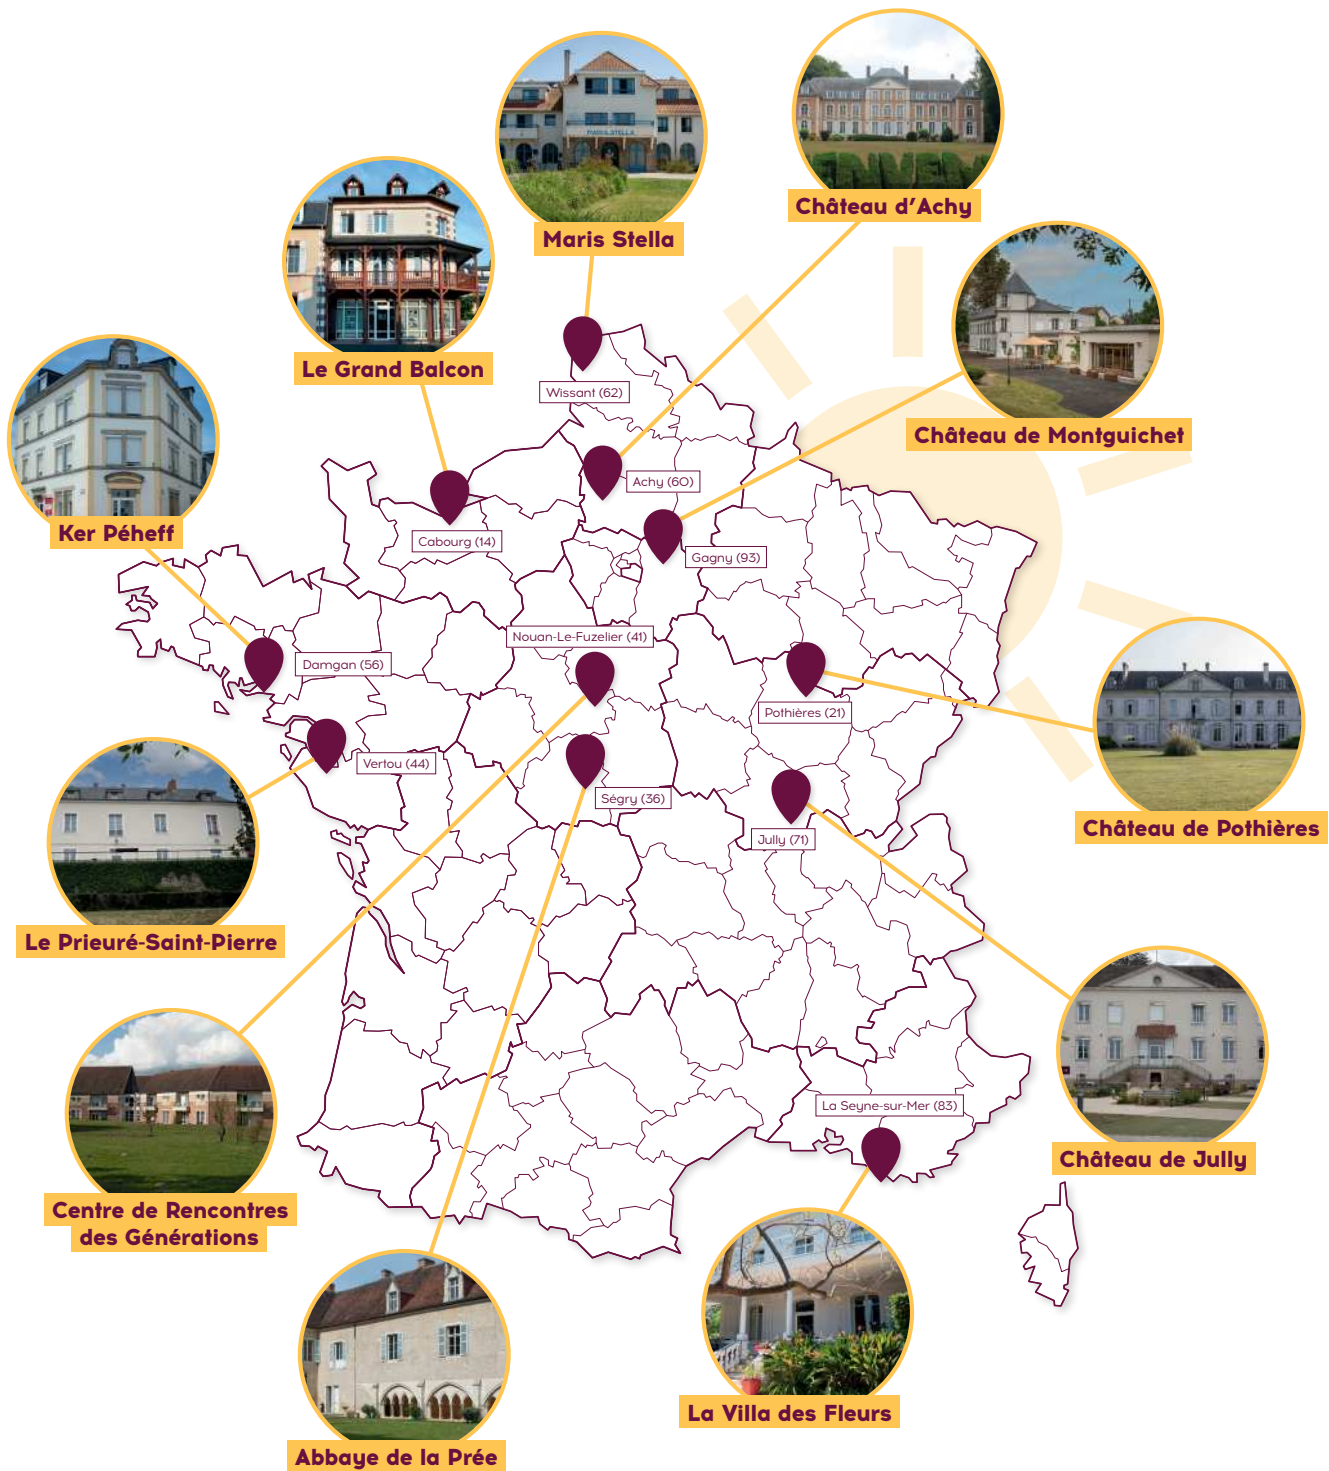 MARIS STELLA
Château d'Achy
Maris Stella
Le Grand Balcon
Wissant (62)
Château de Montguichet
Achy (60)
Ker Péheff
Cabourg (14)
Gagny (93)
Nouan-Le-Fuzelier (41)
Damgan (56)
Pothières (21)
Vertou (44)
Ségry (36)
Château de Pothières
Jully (71)
Le Prieuré-Saint-Pierre
La Seyne-sur-Mer (83)
Château de Jully
Centre de Rencontres
des Générations
La Villa des Fleurs
Abbaye de la Prée